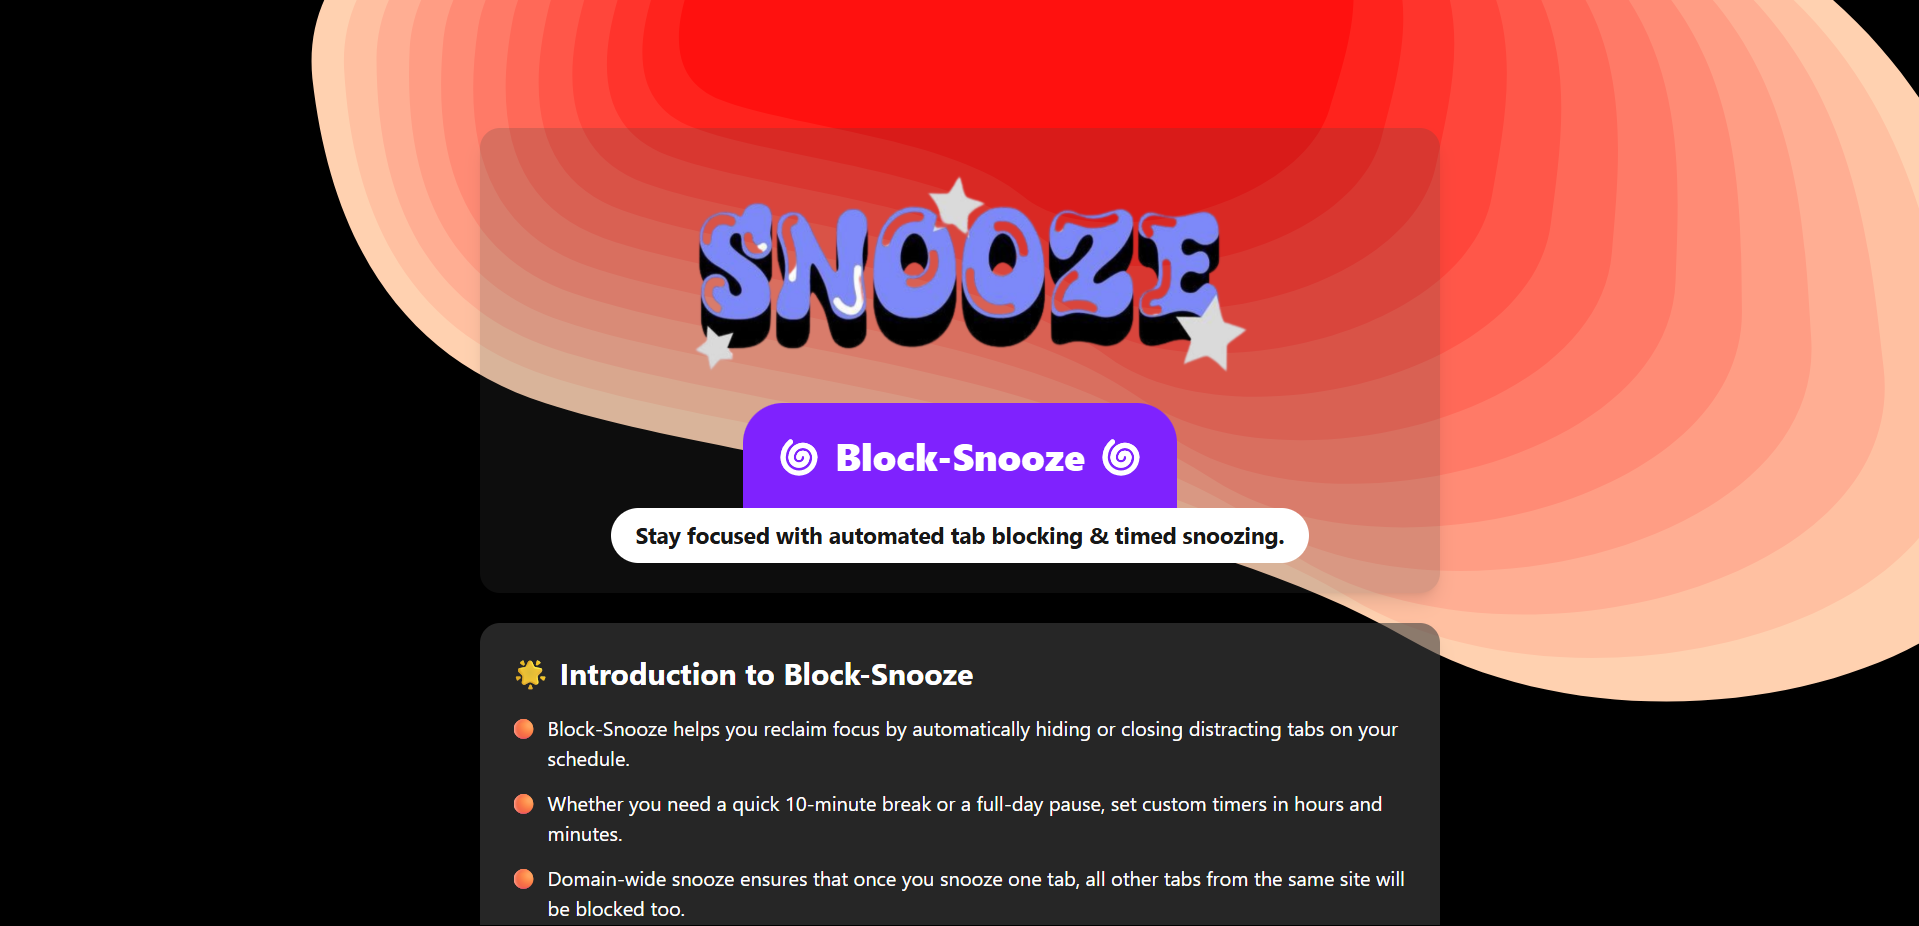 SNOOZE
Block-Snooze
Stay focused with automated tab blocking & timed snoozing.
Introduction to Block-Snooze
Block-Snooze helps you reclaim focus by automatically hiding or closing distracting tabs on your
schedule.
Whether you need a quick 10-minute break or a full-day pause, set custom timers in hours and
minutes.
Domain-wide snooze ensures that once you snooze one tab, all other tabs from the same site will
be blocked too.